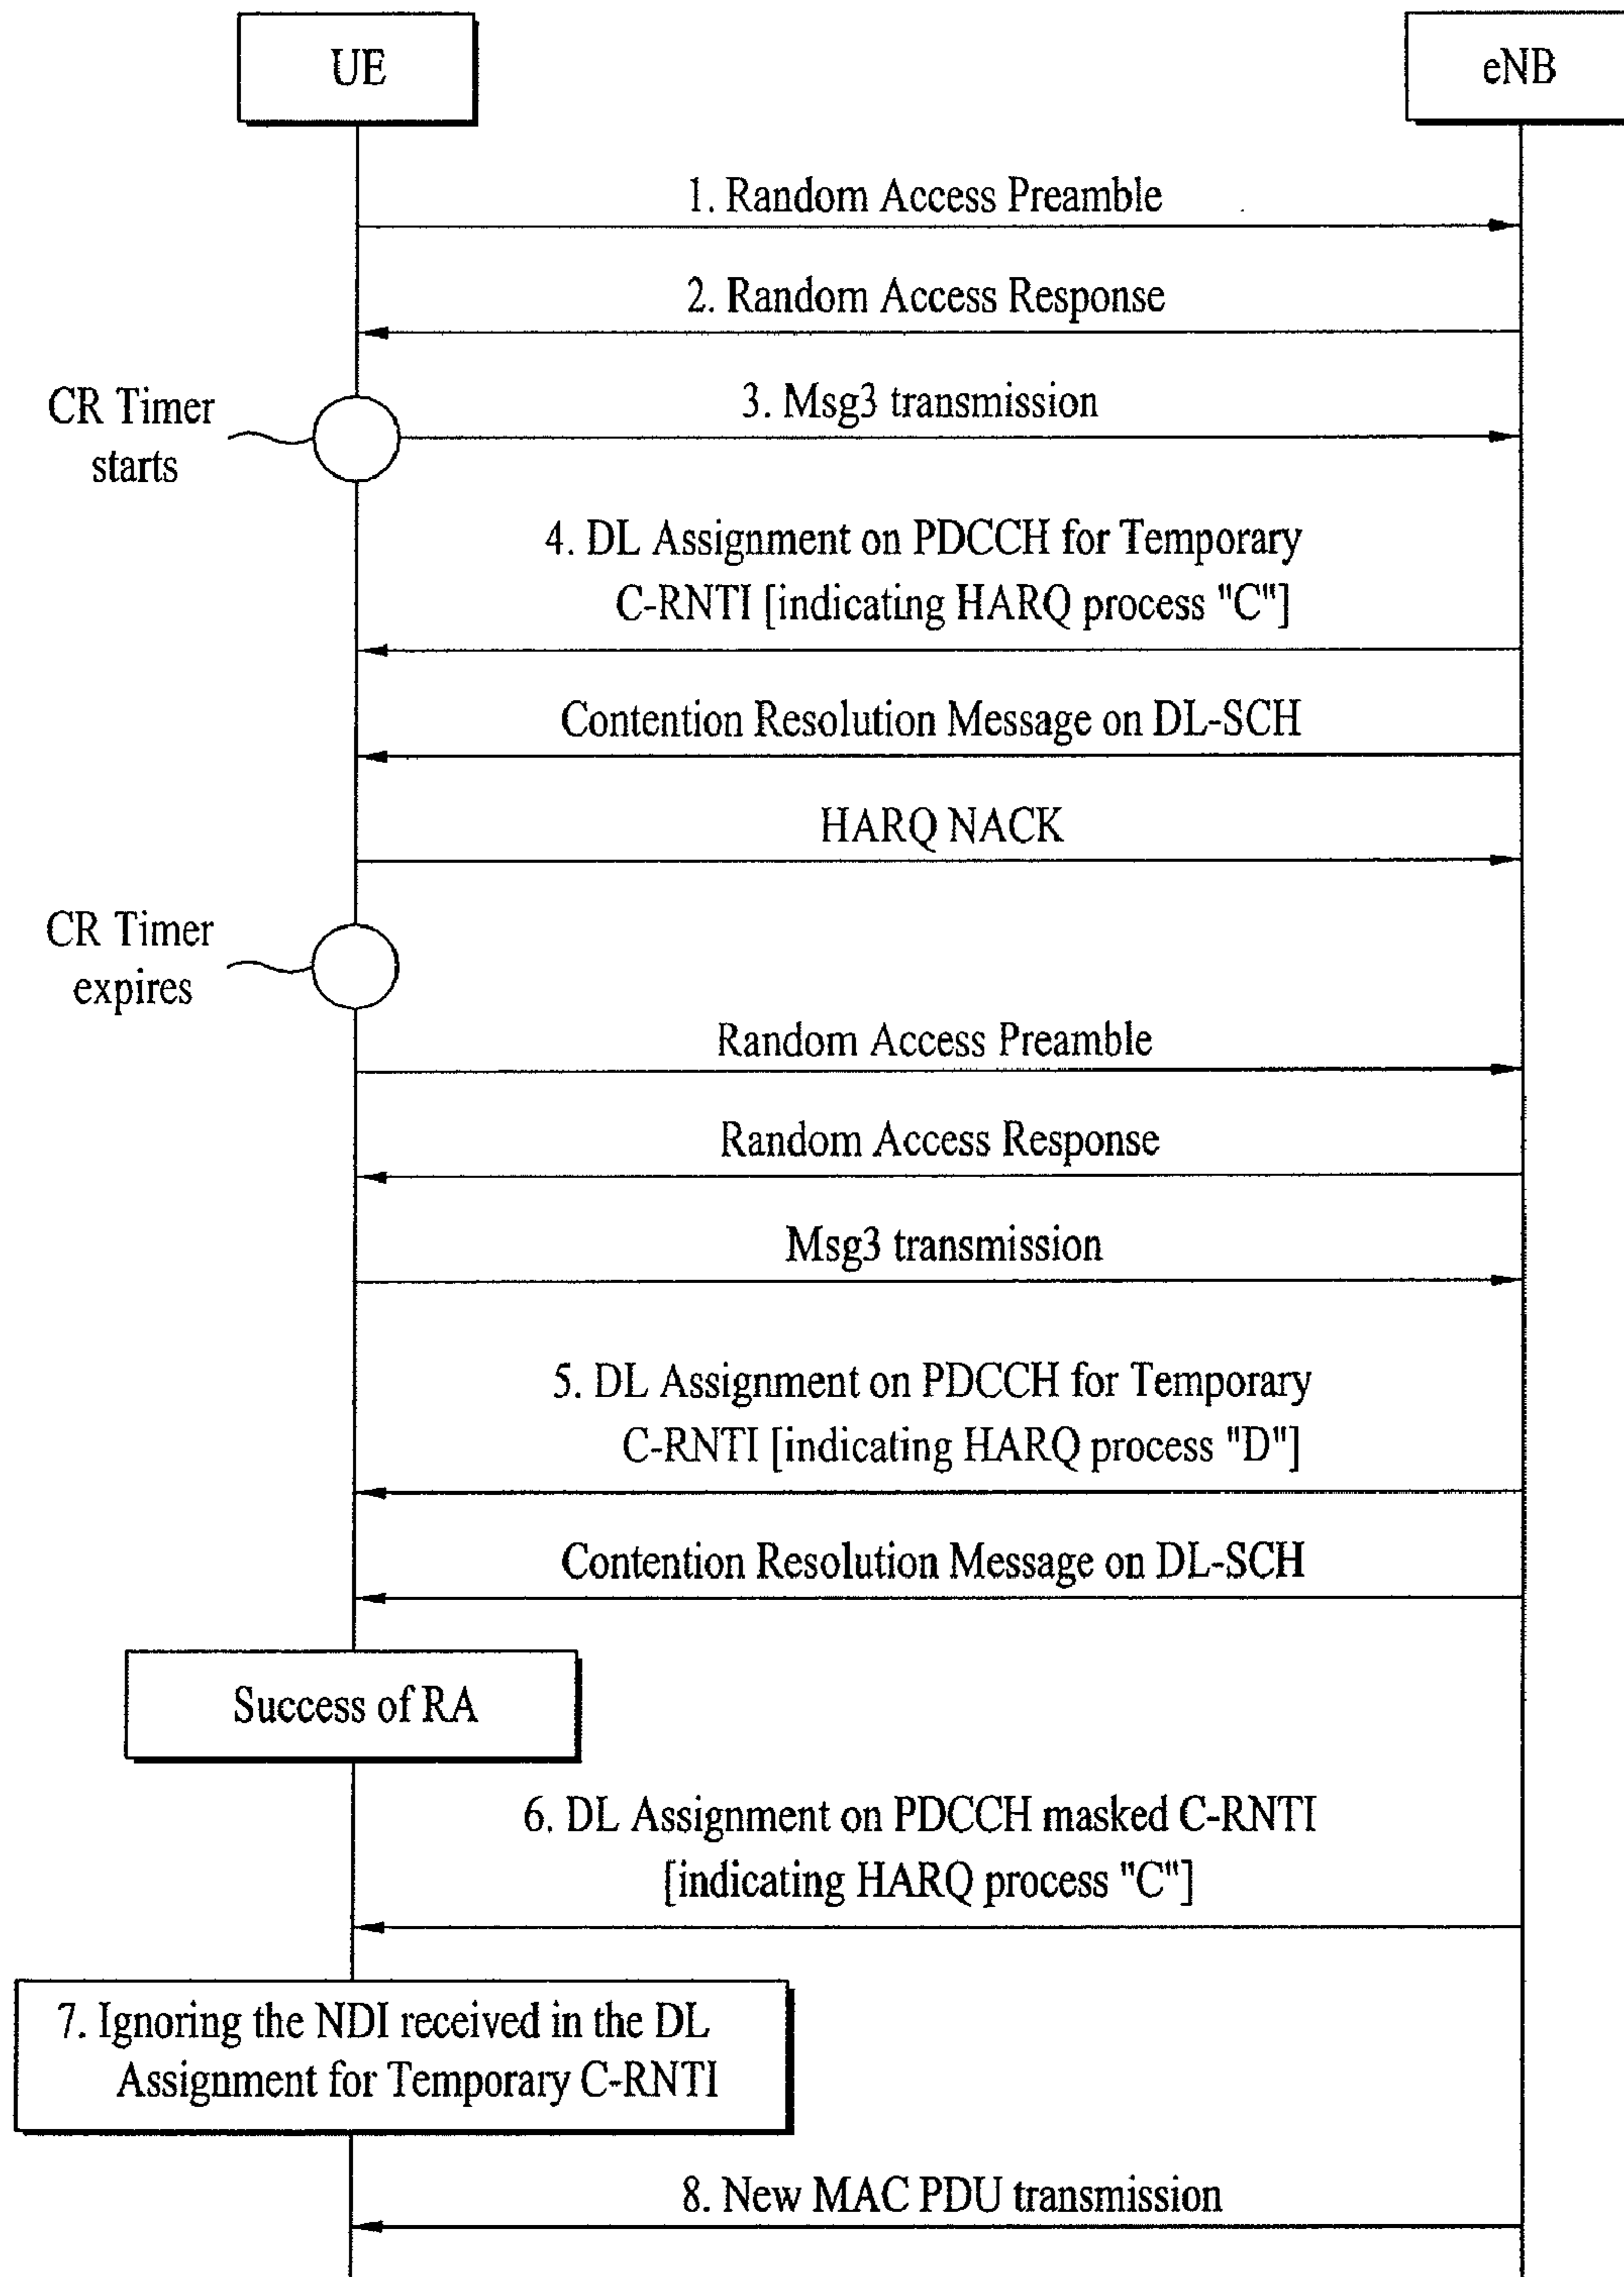 UE
eNB
1. Random Access Preamble
2. Random Access Response
CR Timer
starts
3. Msg3 transmission
4. DL Assignment on PDCCH for Temporary
C-RNTI [indicating HARQ process "C"]
Contention Resolution Message on DL-SCH
HARQ NACK
CR Timer
expires
Random Access Preamble
Random Access Response
Msg3 transmission
5. DL Assignment on PDCCH for Temporary
C-RNTI [indicating HARQ process "D"]
Contention Resolution Message on DL-SCH
Success of RA
6. DL Assignment on PDCCH masked C-RNTI
[indicating HARQ process "C"]
7. Ignoring the NDI received in the DL
Assignment for Temporary C-RNTI
8. New MAC PDU transmission